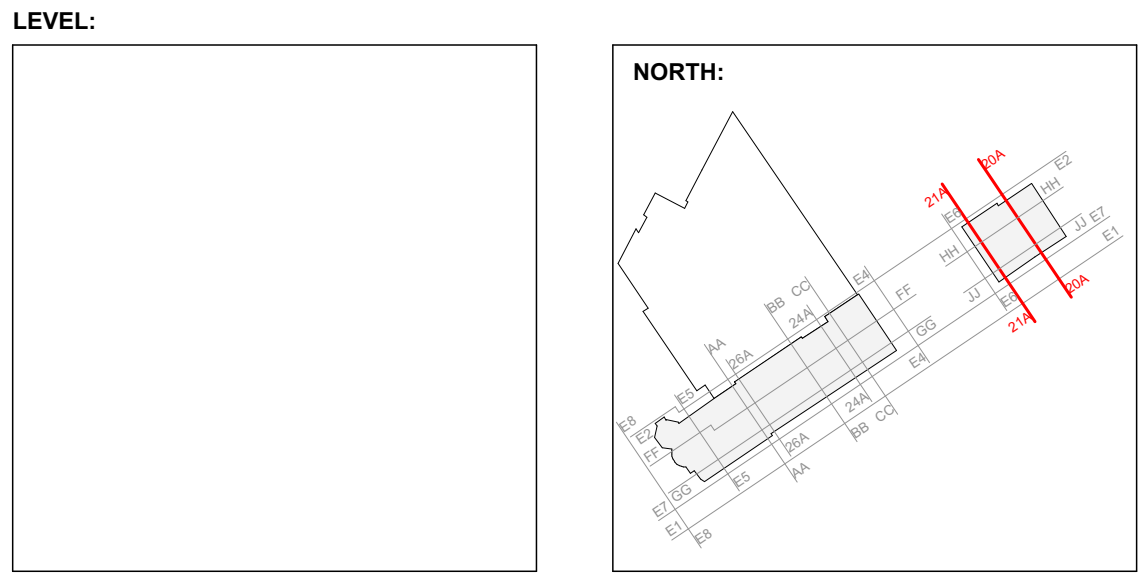 LEVEL:
NORTH:
20A
E2
21A
HH
E6
JJ
E7
E1
HH
E4
FF
CC
BB
JJ
20A
E6
24A
GG
21A
AA
26A
E4
E5
24A
CC
E8
E2
BB
26A
FF
AA
E5
GG
E7
E1
E8